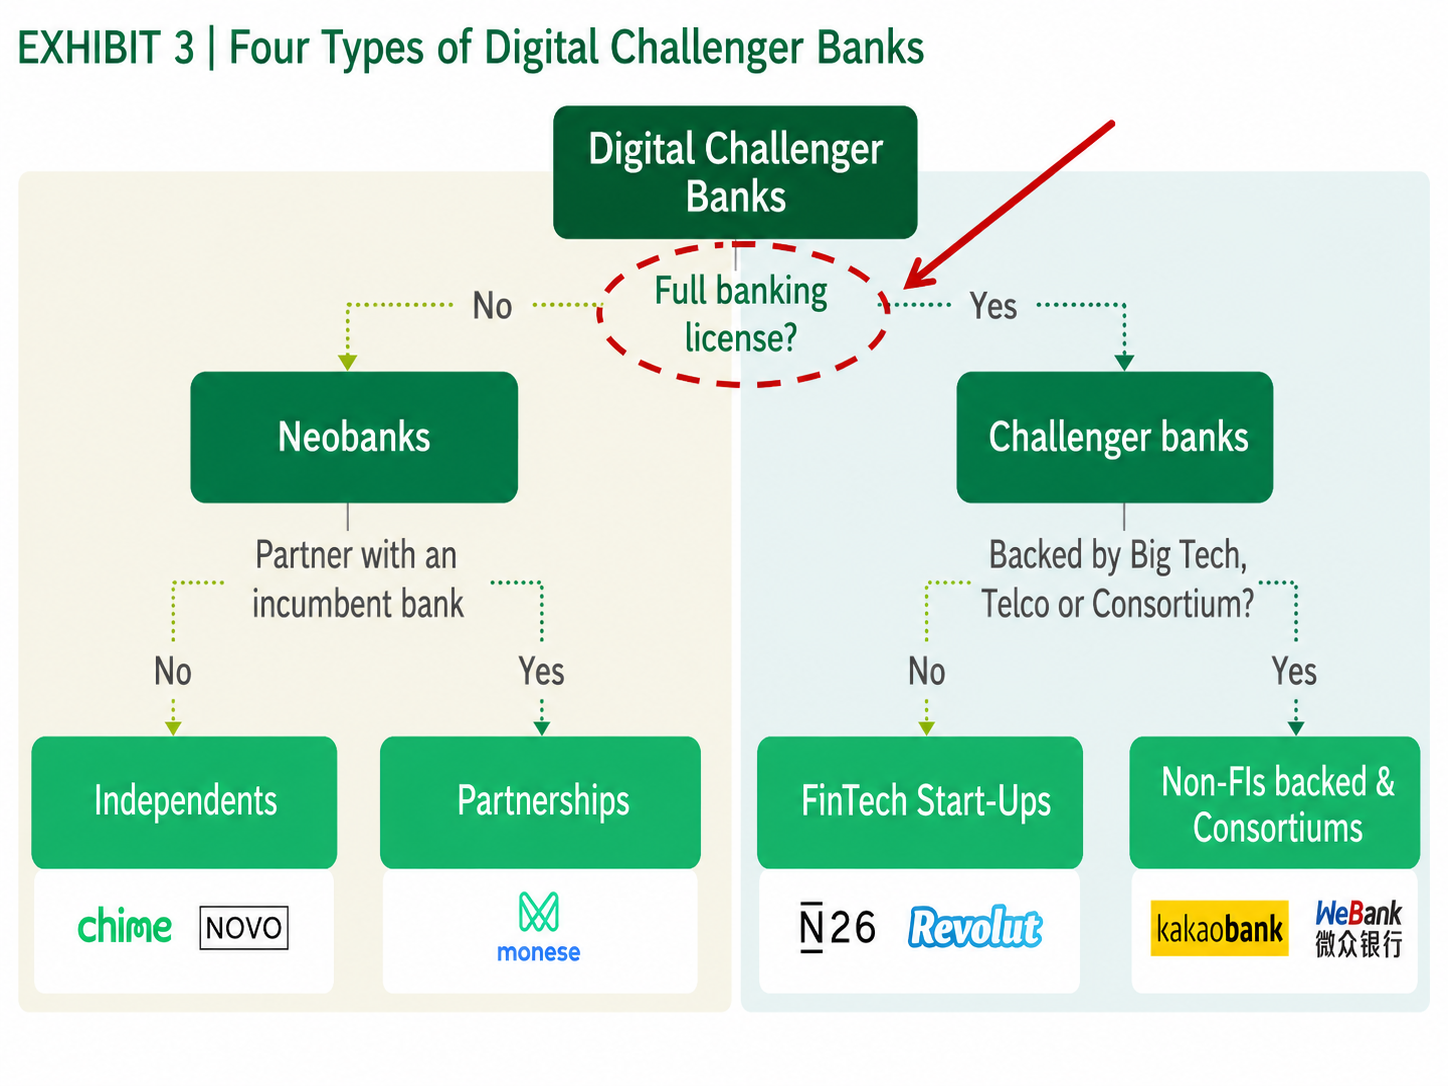 EXHIBIT 3 | Four Types of Digital Challenger Banks
Digital Challenger
Banks
Full banking
license?
No
Yes
Neobanks
Challenger banks
Partner with an
incumbent bank
Backed by Big Tech,
Telco or Consortium?
No
Yes
No
Yes
Independents
Partnerships
FinTech Start-Ups
Non-FIs backed &
Consortiums
chime
NOVO
monese
N26
Revolut
kakaobank
WeBank
微众银行